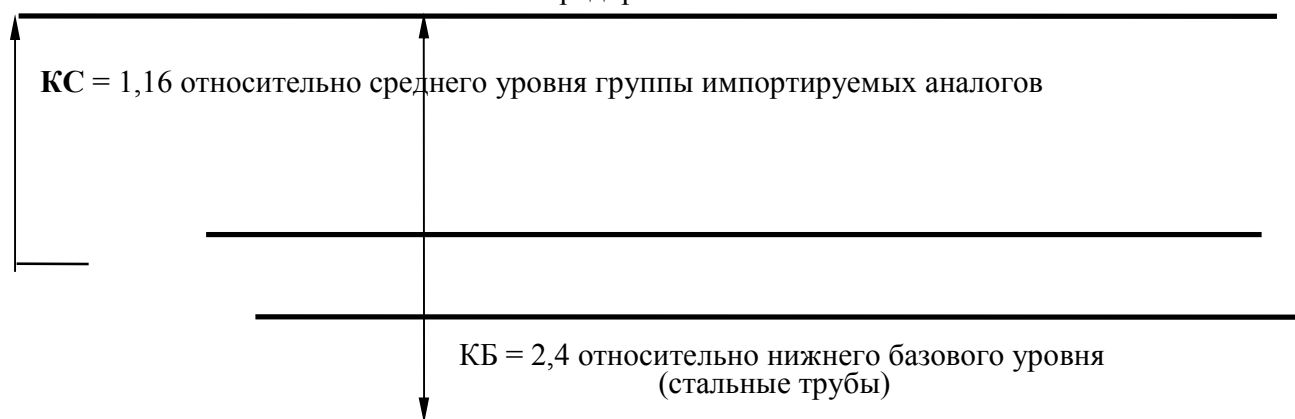 КС = 1,16 относительно среднего уровня группы импортируемых аналогов
КБ = 2,4 относительно нижнего базового уровня
(стальные трубы)